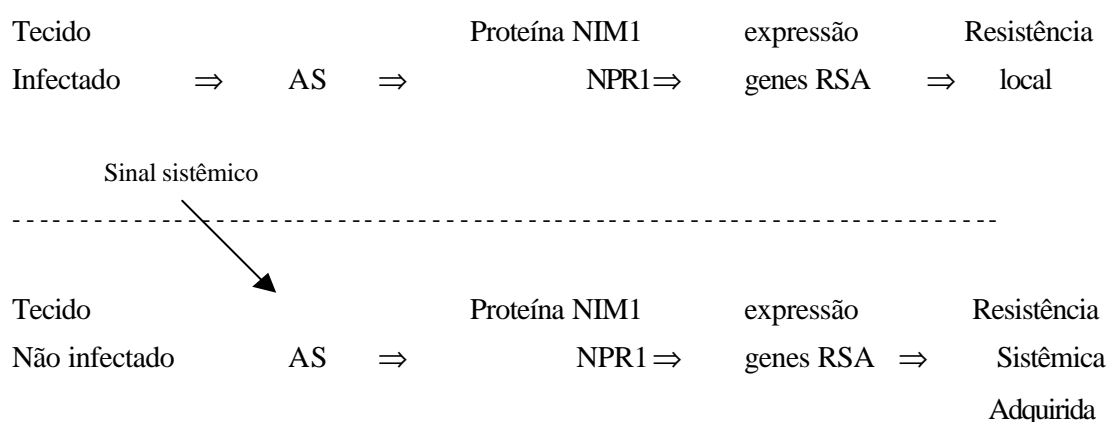 Tecido Proteína NIM1 expressão Resistência
Infectado ⇒ AS ⇒ NPR1⇒ genes RSA ⇒ local
Sinal sistêmico
Tecido Proteína NIM1 expressão Resistência
Não infectado AS ⇒ NPR1⇒ genes RSA ⇒ Sistêmica
Adquirida